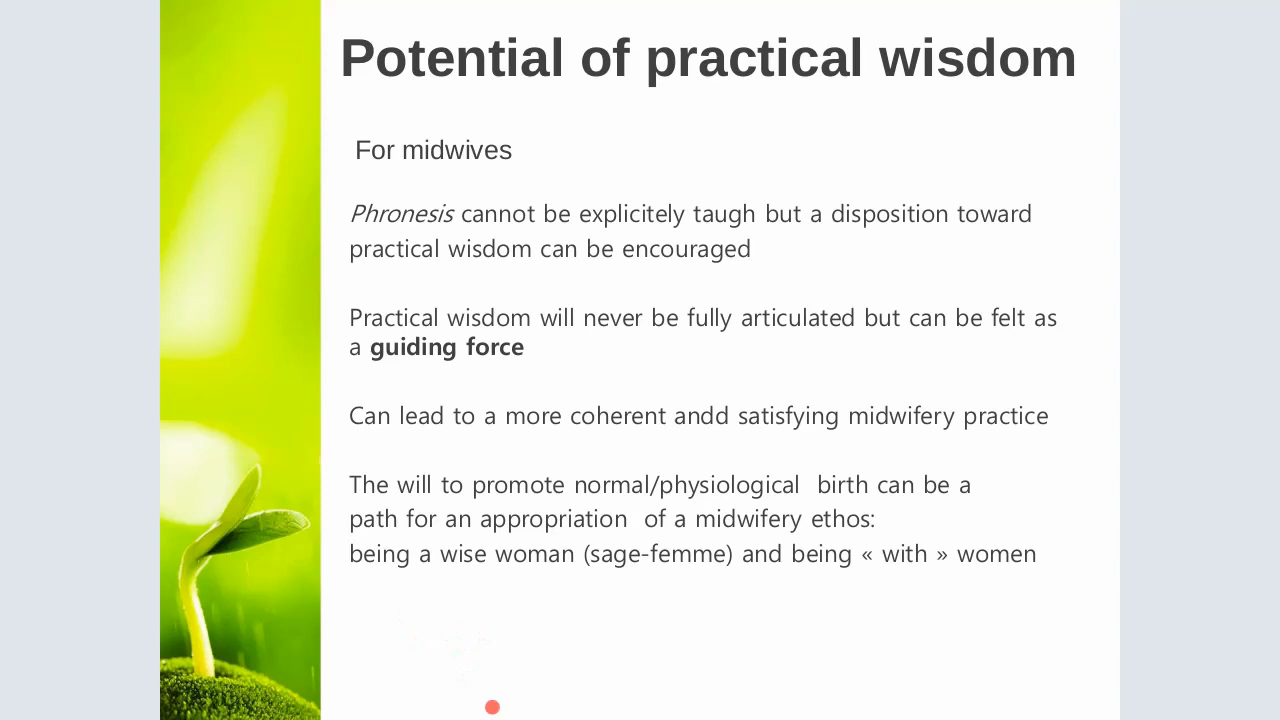 Potential of practical wisdom
For midwives
Phronesis cannot be explicitely taugh but a disposition toward
practical wisdom can be encouraged
Practical wisdom will never be fully articulated but can be felt as
a guiding force
Can lead to a more coherent andd satisfying midwifery practice
The will to promote normal/physiological  birth can be a
path for an appropriation  of a midwifery ethos:
being a wise woman (sage-femme) and being « with » women